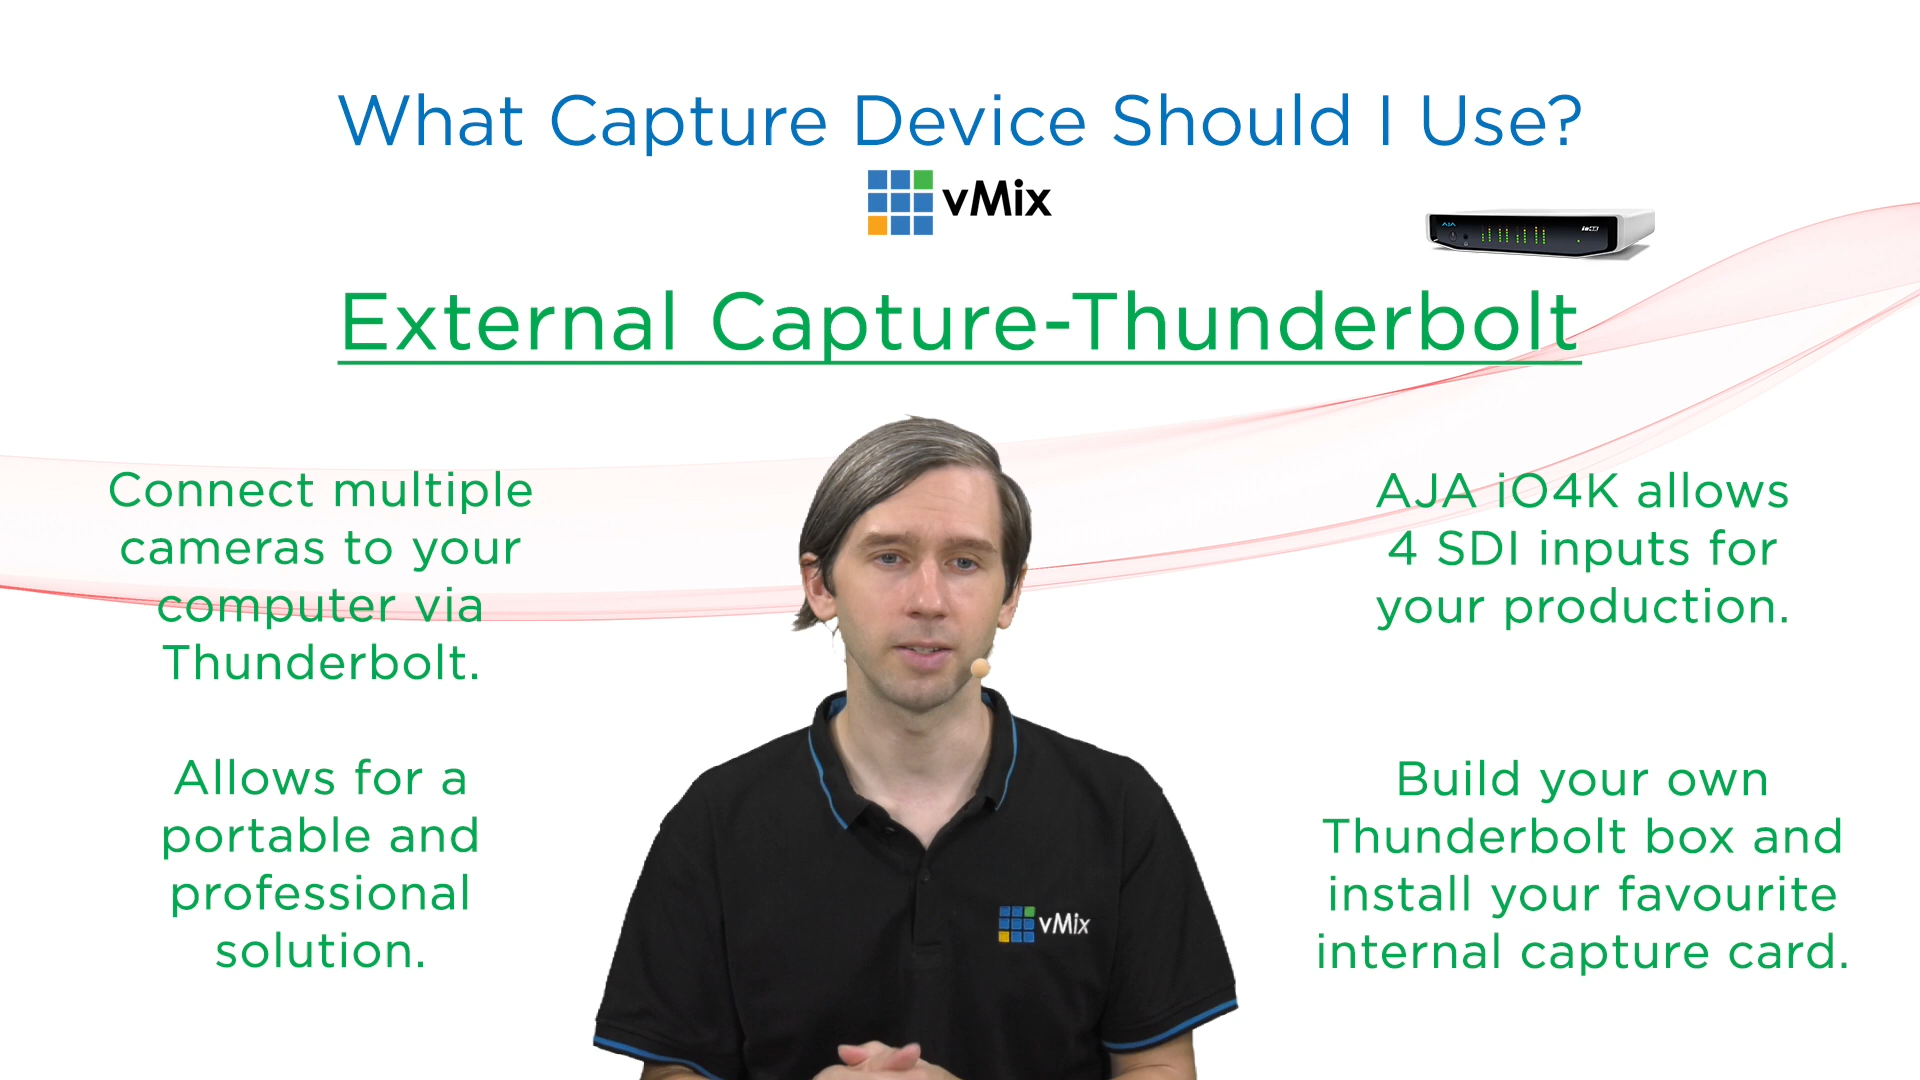 What Capture Device Should I Use?
vMix
AJA
External Capture-Thunderbolt
Connect multiple
cameras to your
computer via
Thunderbolt.
Allows for a
portable and
professional
solution.
AJA iO4K allows
4 SDI inputs for
your production.
Build your own
Thunderbolt box and
install your favourite
internal capture card.
vMix